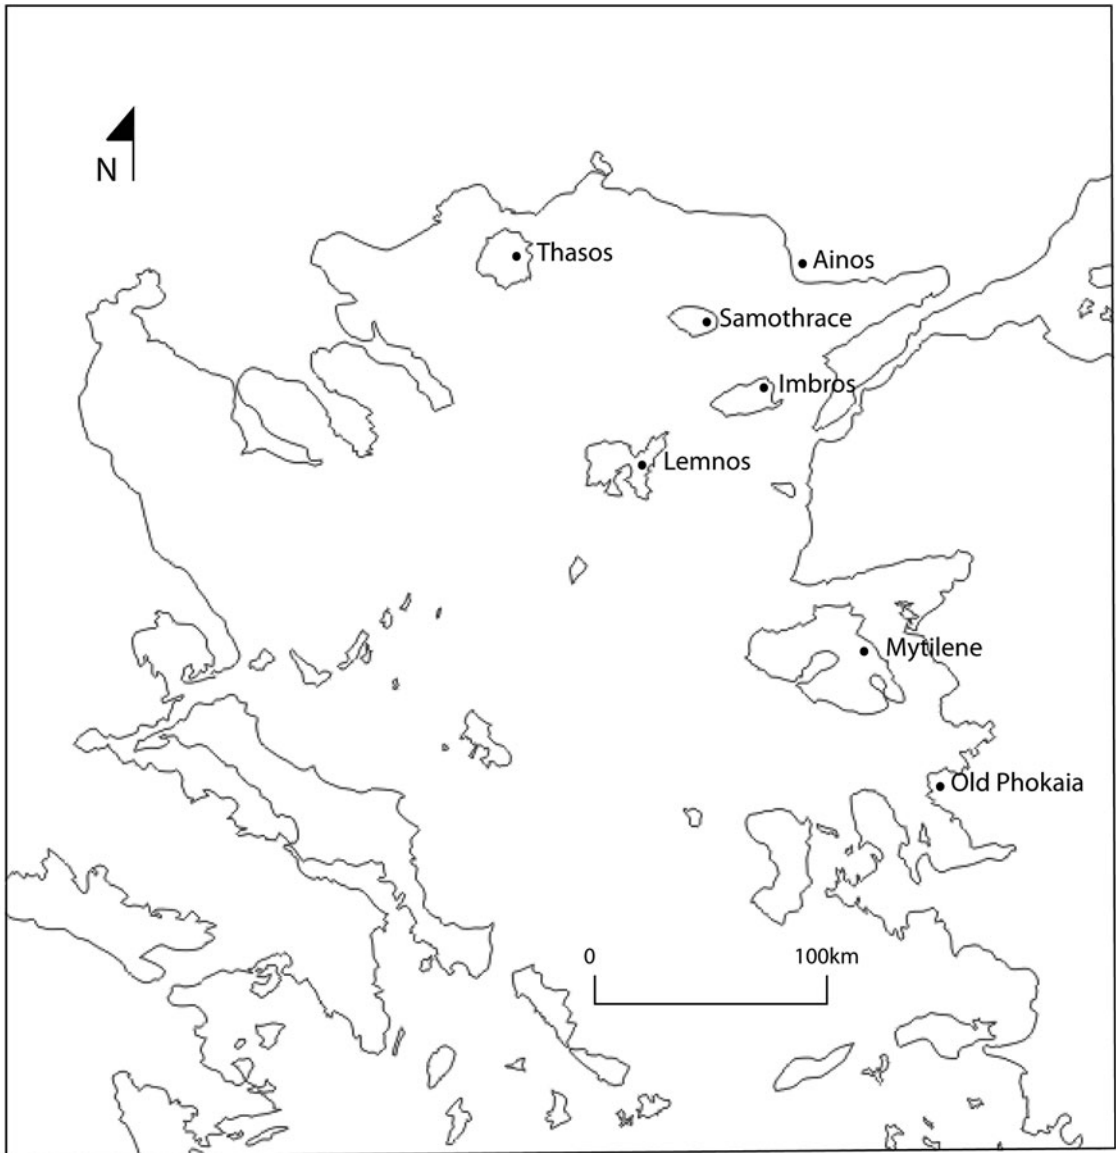 N
Thasos
Ainos
Samothrace
Imbros
Lemnos
Mytilene
Old Phokaia
0 100km